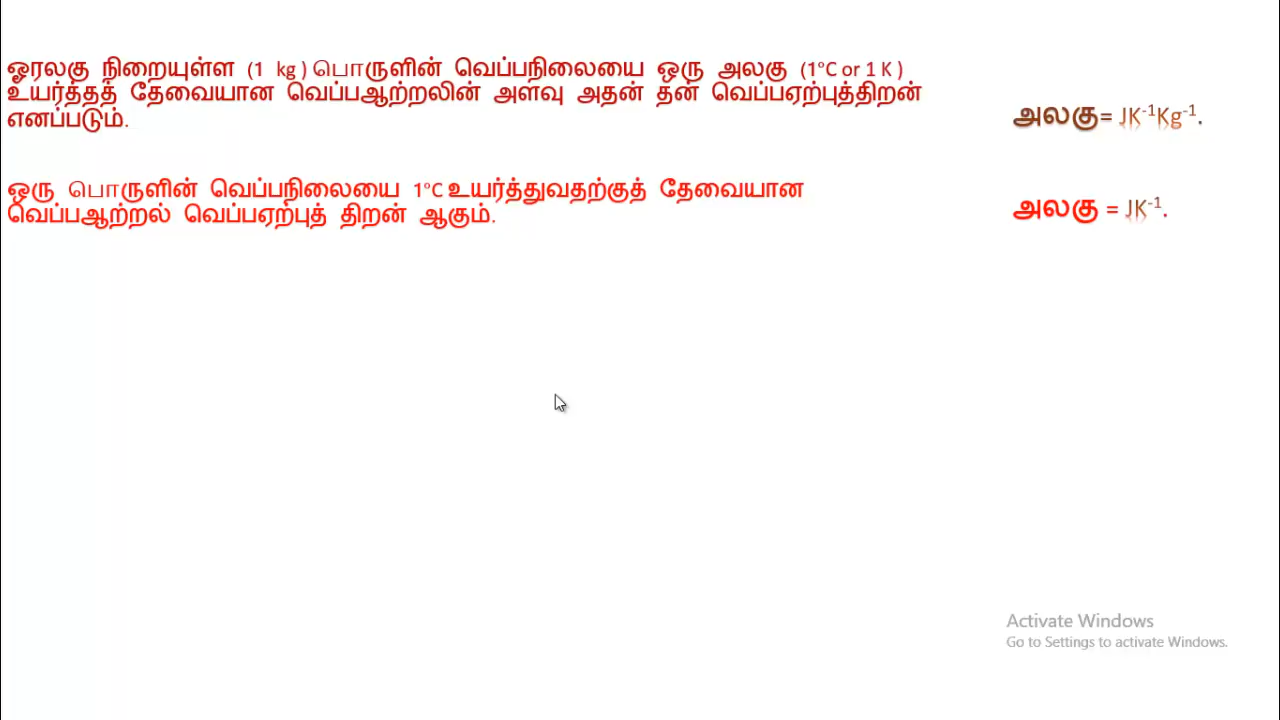 ஓரலகு நிறையுள்ள (1 kg ) பொருளின் வெப்பநிலையை ஒரு அலகு (1°C or 1 K )
உயர்த்தத் தேவையான வெப்பஆற்றலின் அளவு அதன் தன் வெப்பஏற்புத்திறன்
எனப்படும்.
அலகு= JK⁻¹Kg⁻¹.
ஒரு பொருளின் வெப்பநிலையை 1°C உயர்த்துவதற்குத் தேவையான
வெப்பஆற்றல் வெப்பஏற்புத் திறன் ஆகும்.
அலகு = JK⁻¹.
Activate Windows
Go to Settings to activate Windows.